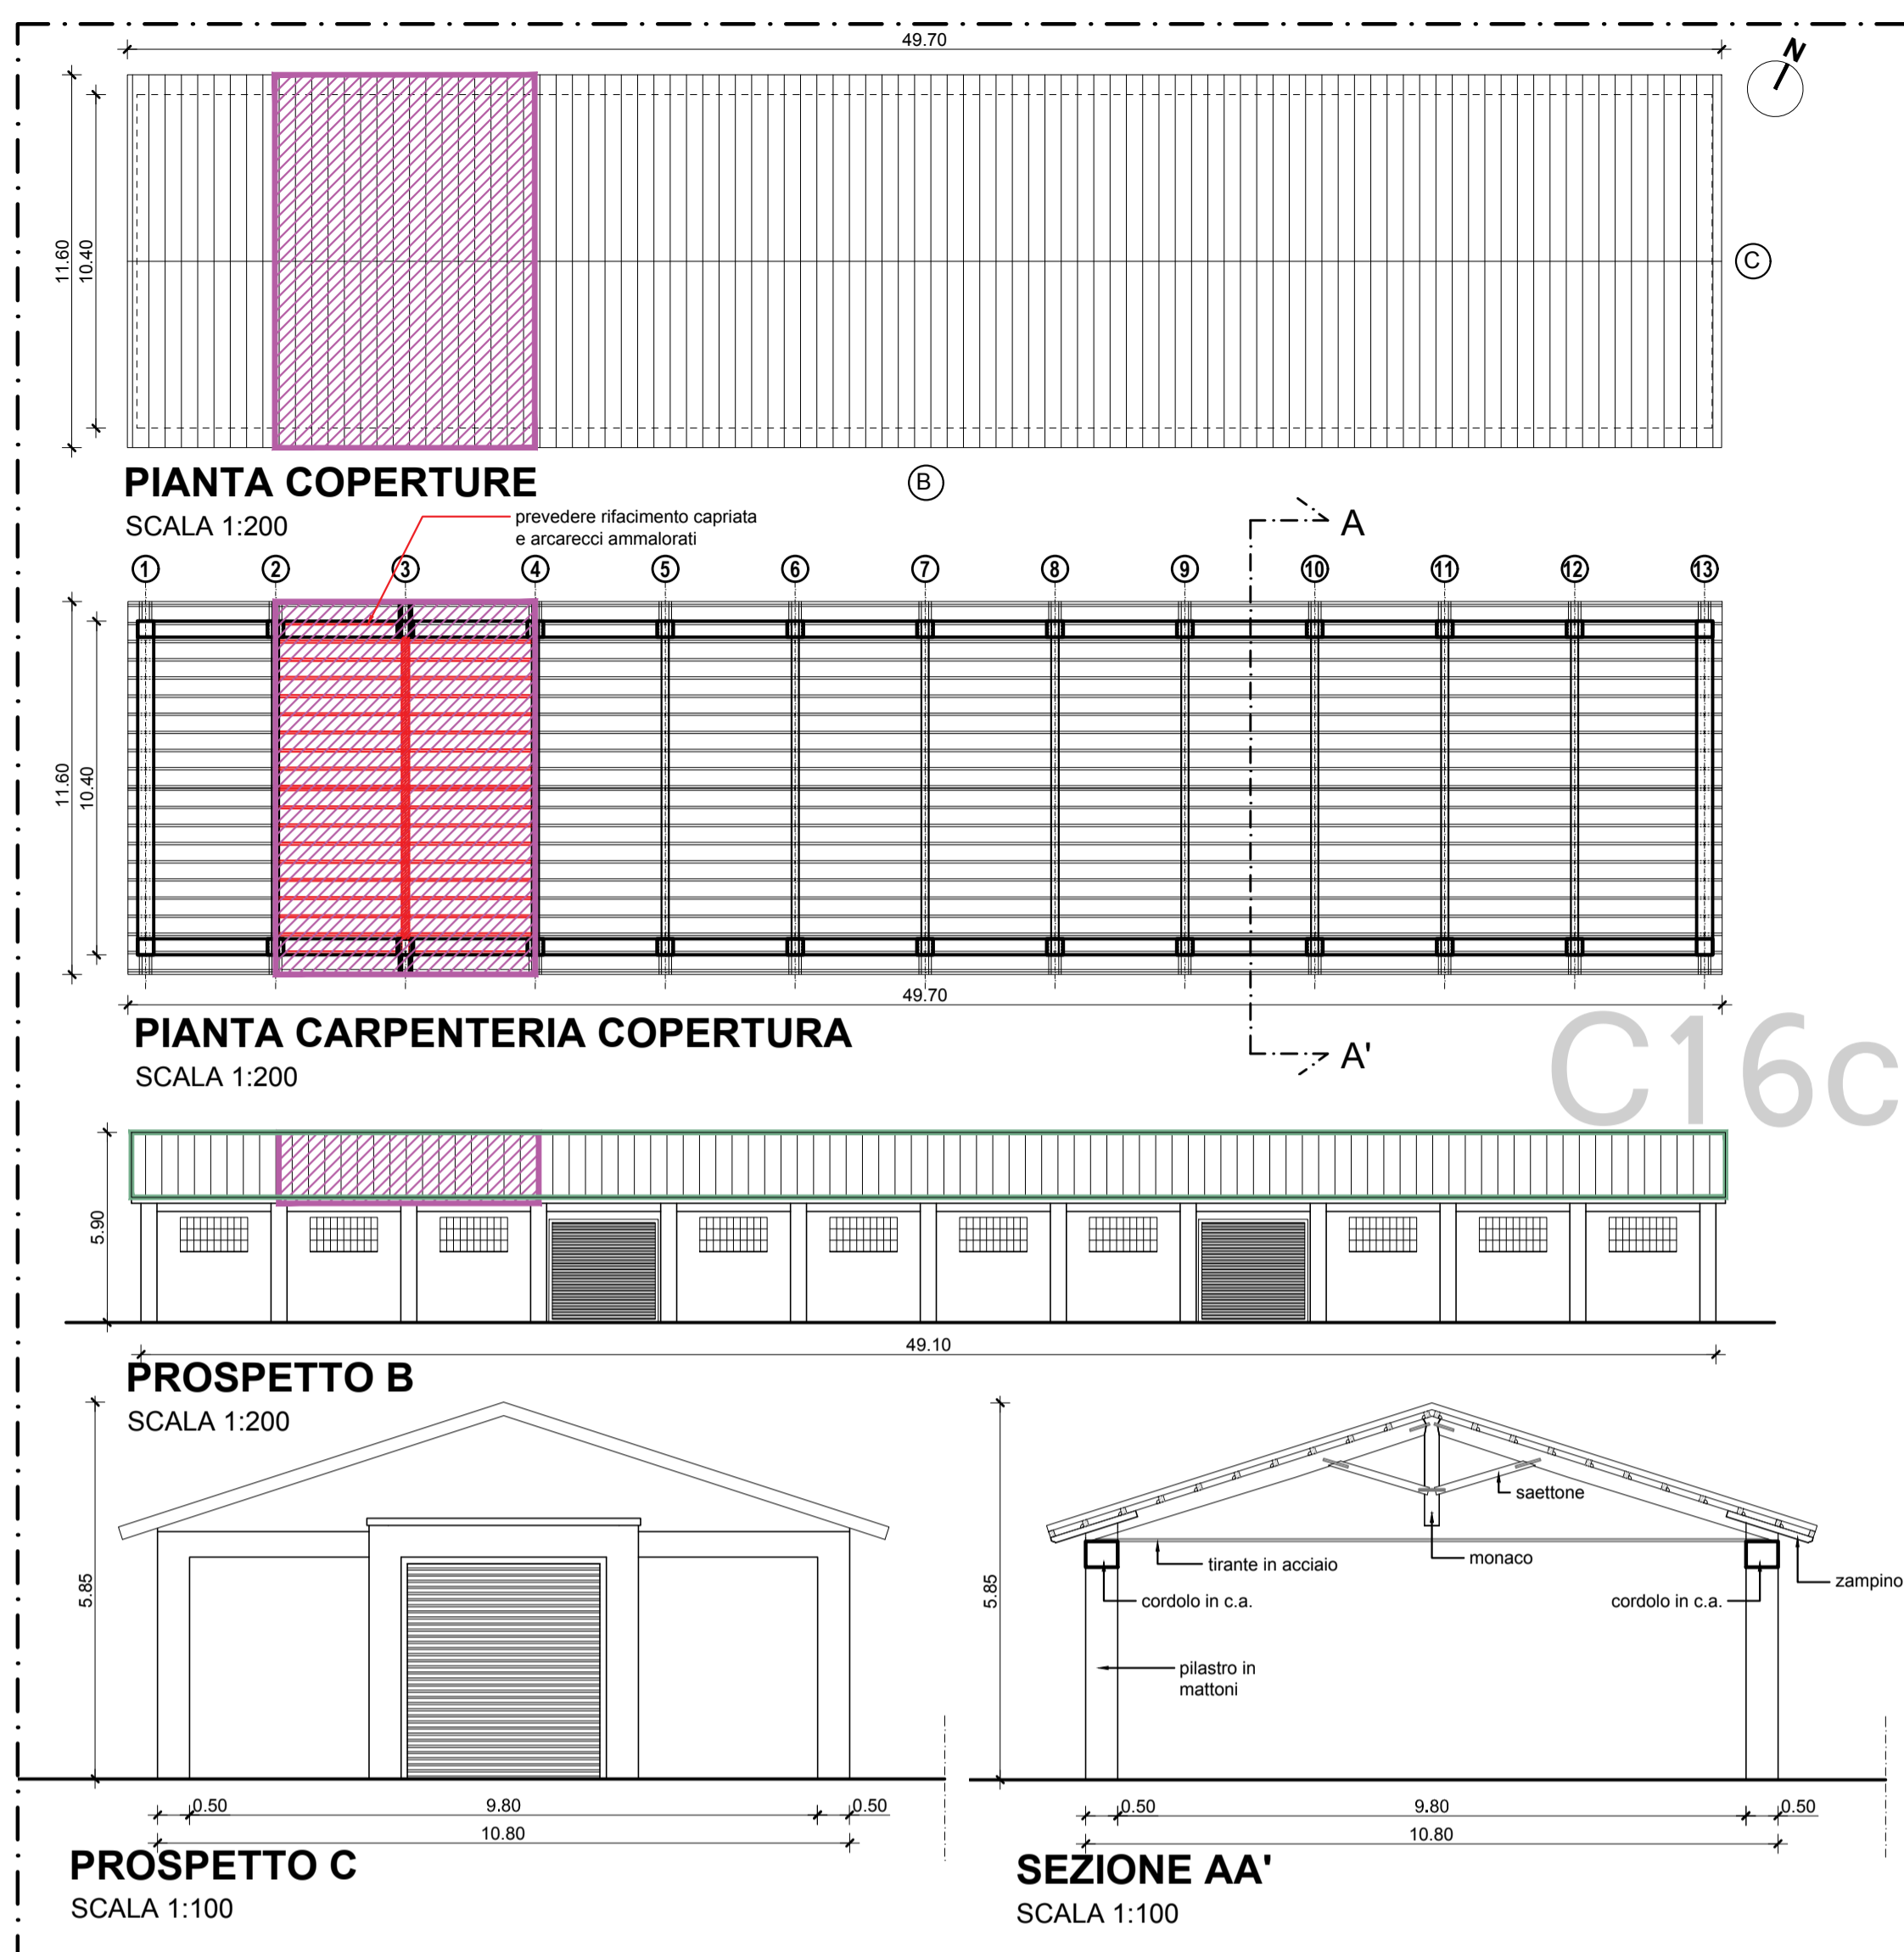 49.70
N
11.60
10.40
C
PIANTA COPERTURE
SCALA 1:200
B
prevedere rifacimento capriata
e arcarecci ammalorati
A
1 2 3 4 5 6 7 8 9 10 11 12 13
11.60
10.40
49.70
PIANTA CARPENTERIA COPERTURA
SCALA 1:200
A'
C16c
5.90
49.10
PROSPETTO B
SCALA 1:200
5.85
0.50 9.80 0.50
10.80
PROSPETTO C
SCALA 1:100
5.85
saettone
monaco
tirante in acciaio
zampino
cordolo in c.a.
cordolo in c.a.
pilastro in
mattoni
0.50 9.80 0.50
10.80
SEZIONE AA'
SCALA 1:100